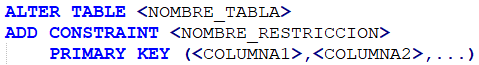 ALTER TABLE <NOMBRE_TABLA>
ADD CONSTRAINT <NOMBRE_RESTRICCION>
PRIMARY KEY (<COLUMNA1>,<COLUMNA2>,...)